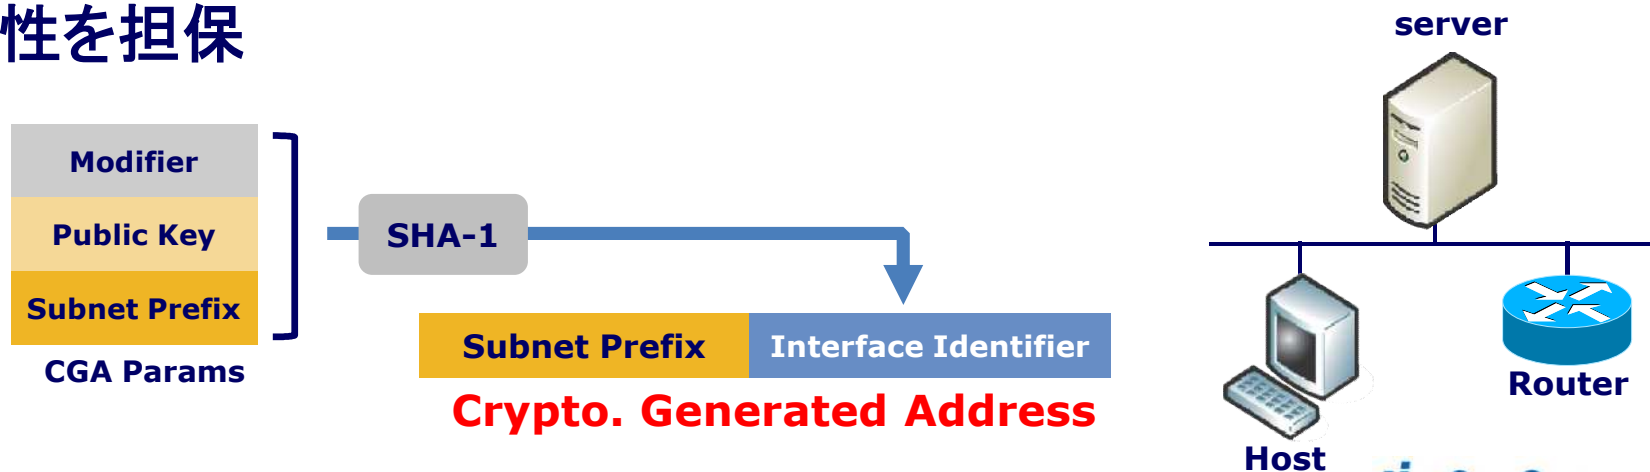 性を担保
server
Modifier
Public Key
Subnet Prefix
CGA Params
SHA-1
Subnet Prefix
Interface Identifier
Crypto. Generated Address
Router
Host